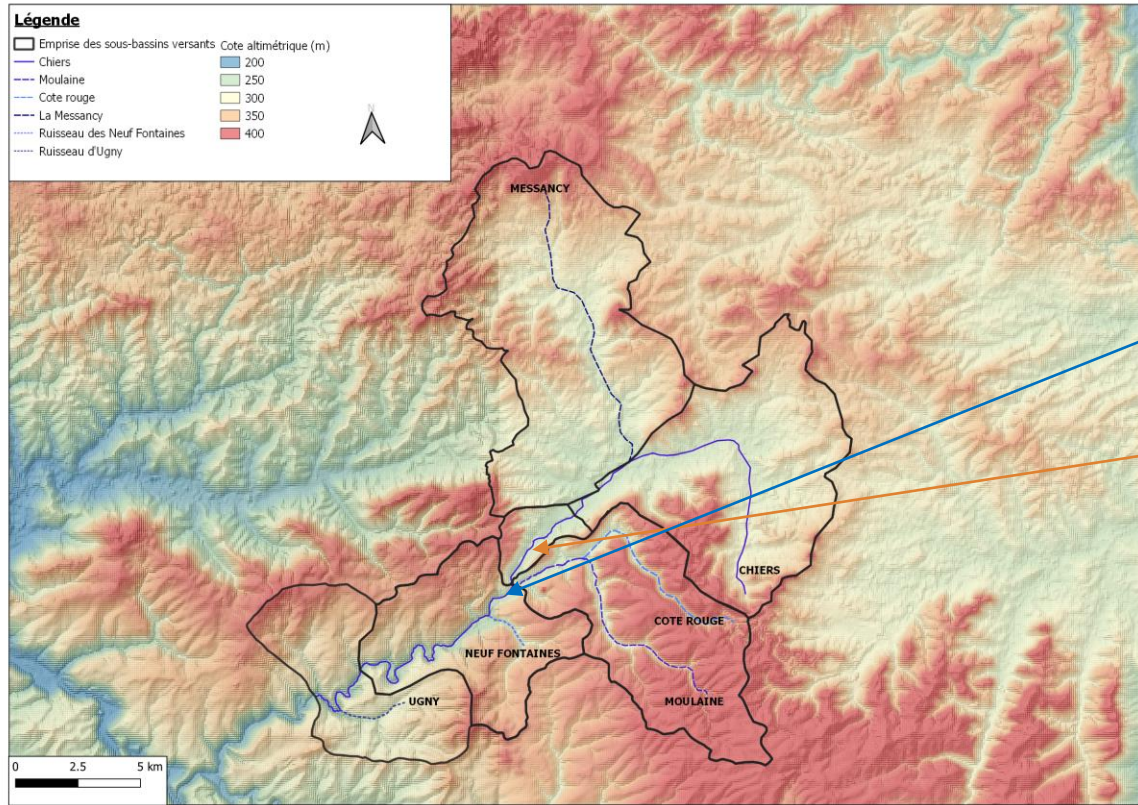 Légende
Emprise des sous-bassins versants
Chiers
Moulaine
Cote rouge
La Messancy
Ruisseau des Neuf Fontaines
Ruisseau d'Ugny
Cote altimétrique (m)
200
250
300
350
400
N
MESSANCY
CHIERS
COTE ROUGE
NEUF FONTAINES
MOULAINE
UGNY
0 2.5 5 km